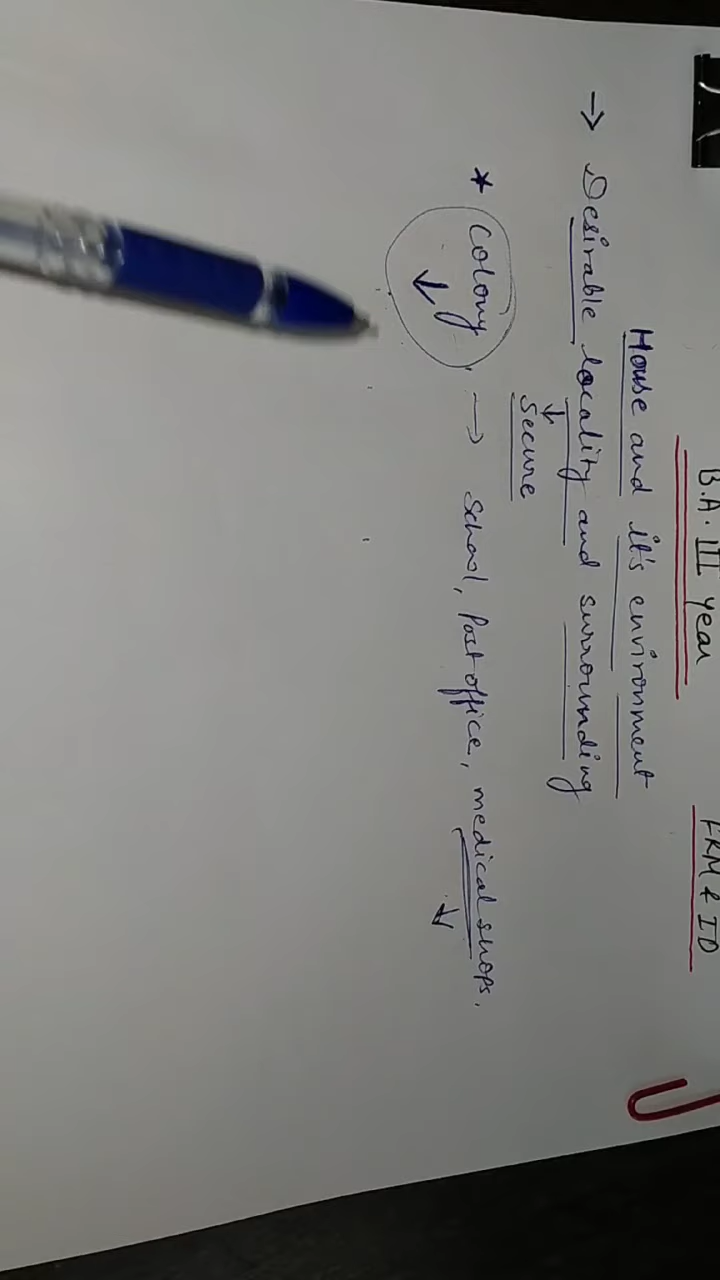 B.A. III year FRM & ID
House and it's environment
→ Desirable locality and surrounding
↓
Secure
* Colony → School, Post office, medical shops,
↓ ↓